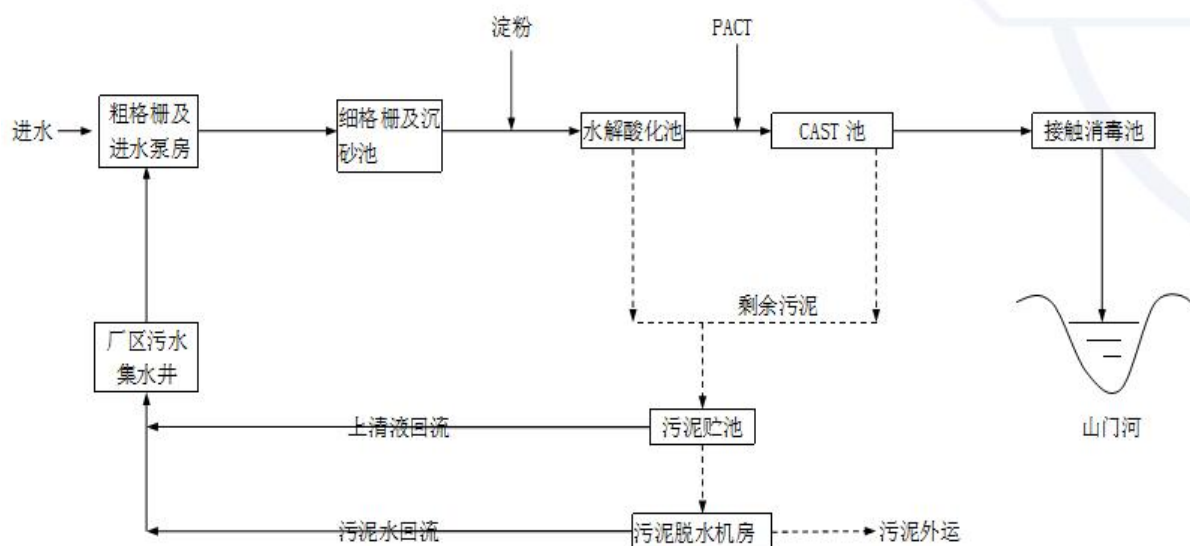 淀粉
PACT
进水
粗格栅及
进水泵房
细格栅及沉
砂池
水解酸化池
CAST 池
接触消毒池
剩余污泥
厂区污水
集水井
上清液回流
污泥贮池
山门河
污泥水回流
污泥脱水机房
污泥外运